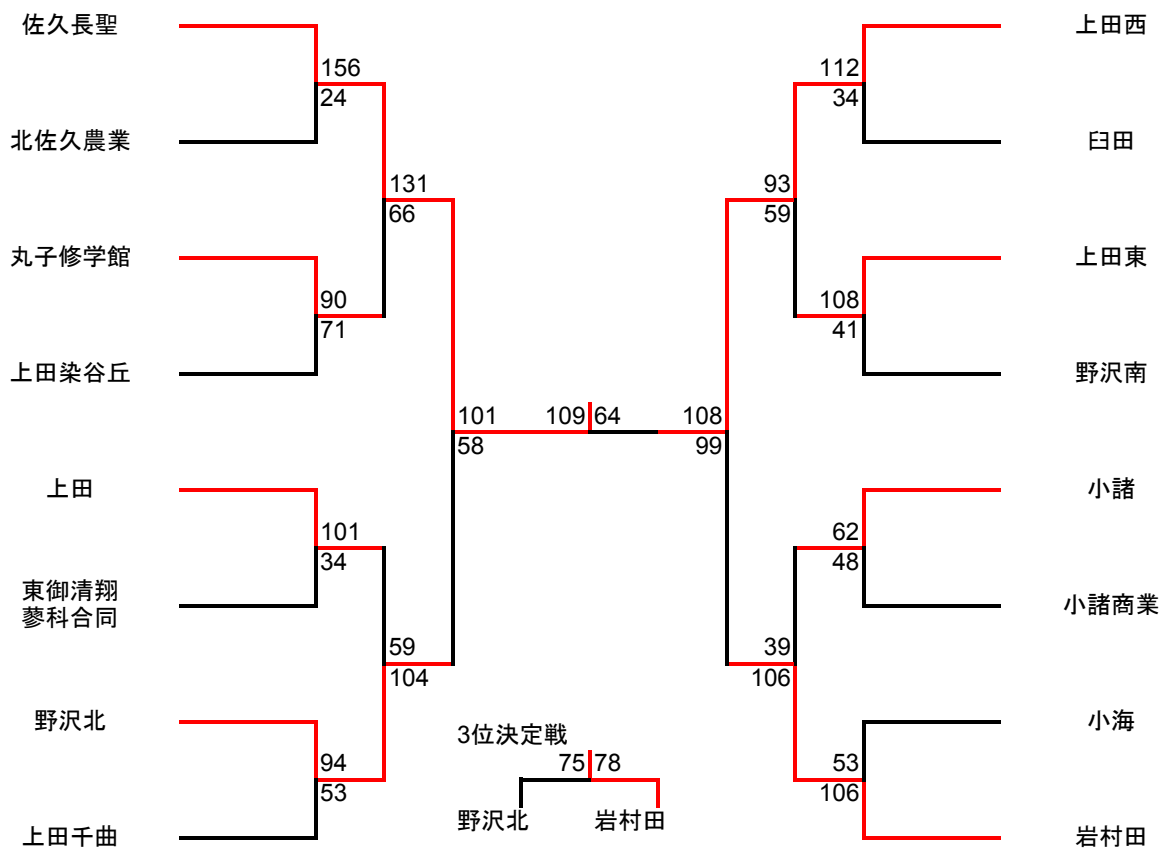 佐久長聖
上田西
156
112
24
34
北佐久農業
臼田
131
93
66
59
丸子修学館
上田東
90
108
71
41
上田染谷丘
野沢南
101
109
64
108
58
99
上田
小諸
101
62
34
48
東御清翔
蓼科合同
小諸商業
59
39
104
106
野沢北
小海
3位決定戦
94
75
78
53
53
106
野沢北
岩村田
上田千曲
岩村田